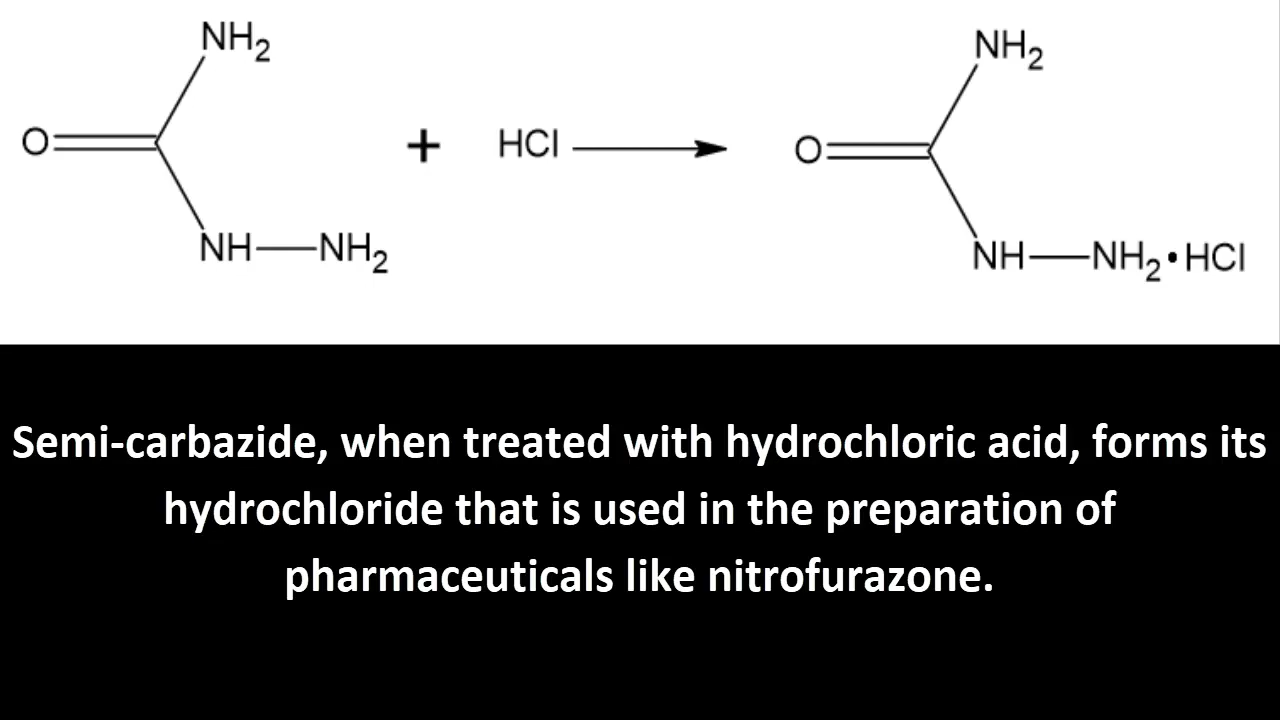 NH2 NH2
O + HCl O
NH NH2 NH NH2•HCl
Semi-carbazide, when treated with hydrochloric acid, forms its
hydrochloride that is used in the preparation of
pharmaceuticals like nitrofurazone.